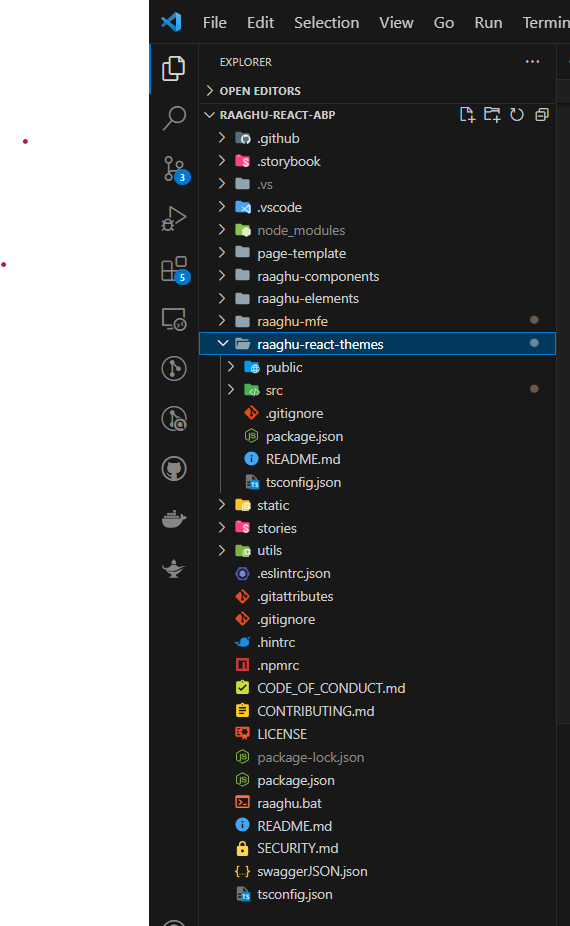 File Edit Selection View Go Run
EXPLORER
OPEN EDITORS
RAAGHU-REACT-ABP
.github
.storybook
.vs
3
.vscode
node_modules
page-template
5
raaghu-components
raaghu-elements
raaghu-mfe
raaghu-react-themes
public
src
.gitignore
package.json
README.md
tsconfig.json
static
stories
utils
.eslintrc.json
.gitattributes
.gitignore
.hintrc
.npmrc
CODE_OF_CONDUCT.md
CONTRIBUTING.md
LICENSE
package-lock.json
package.json
raaghu.bat
README.md
SECURITY.md
swaggerJSON.json
tsconfig.json